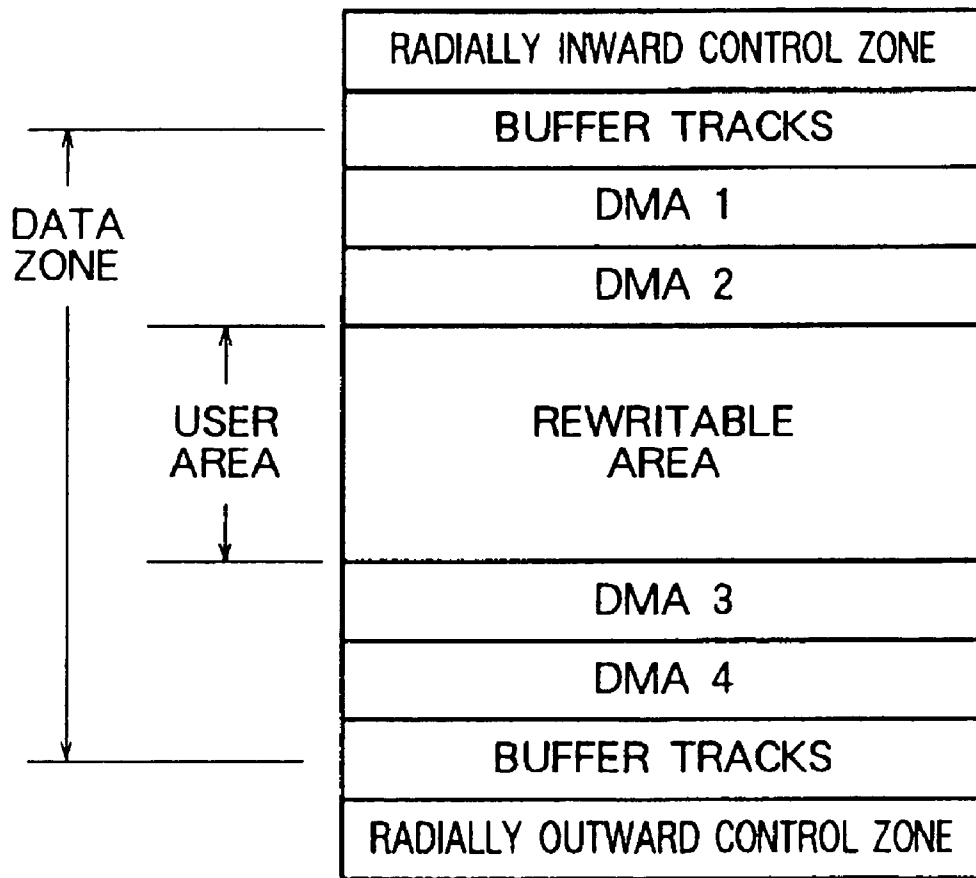 RADIALLY INWARD CONTROL ZONE
BUFFER TRACKS
DMA 1
DATA
ZONE
DMA 2
USER
AREA
REWRITABLE
AREA
DMA 3
DMA 4
BUFFER TRACKS
RADIALLY OUTWARD CONTROL ZONE